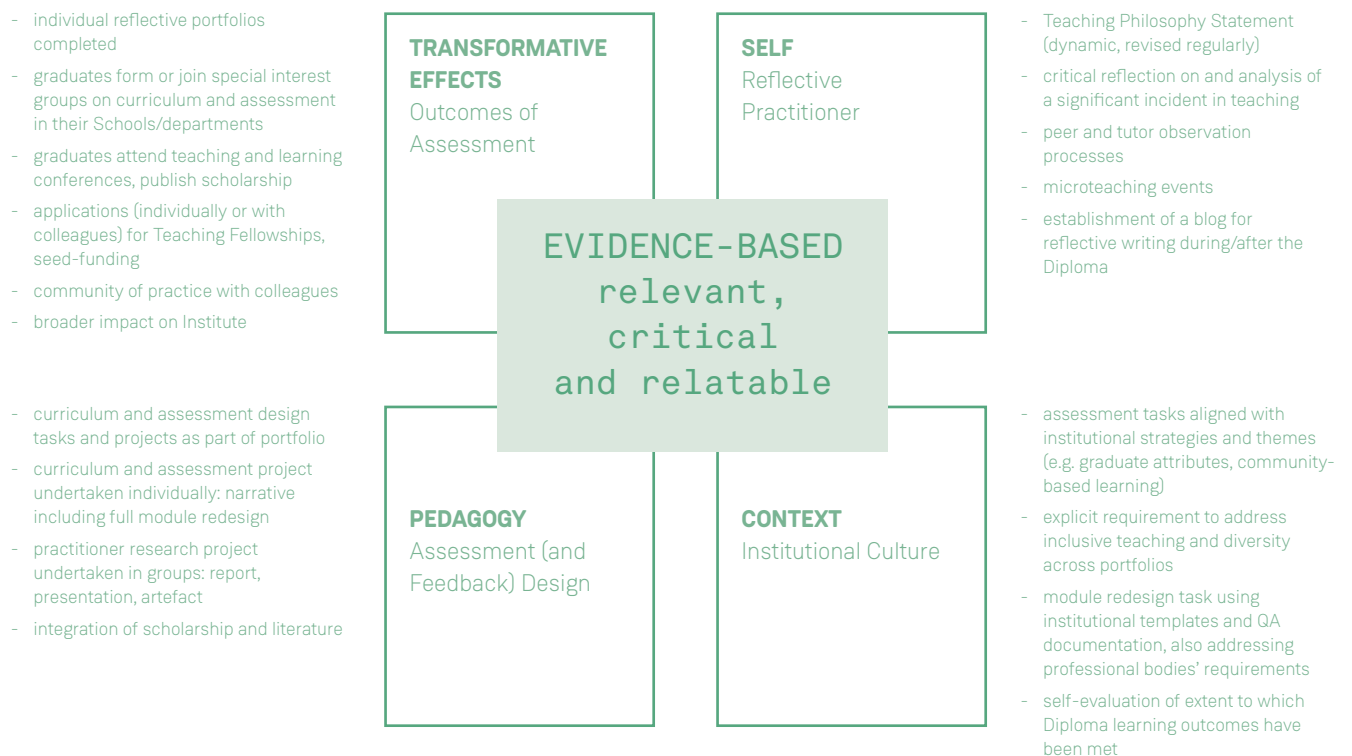 - individual reflective portfolios
completed
- graduates form or join special interest
groups on curriculum and assessment
in their Schools/departments
- graduates attend teaching and learning
conferences, publish scholarship
- applications (individually or with
colleagues) for Teaching Fellowships,
seed-funding
- community of practice with colleagues
- broader impact on Institute
TRANSFORMATIVE
EFFECTS
Outcomes of
Assessment
SELF
Reflective
Practitioner
- Teaching Philosophy Statement
(dynamic, revised regularly)
- critical reflection on and analysis of
a significant incident in teaching
- peer and tutor observation
processes
- microteaching events
- establishment of a blog for
reflective writing during/after the
Diploma
EVIDENCE-BASED
relevant,
critical
and relatable
- curriculum and assessment design
tasks and projects as part of portfolio
- curriculum and assessment project
undertaken individually: narrative
including full module redesign
- practitioner research project
undertaken in groups: report,
presentation, artefact
- integration of scholarship and literature
PEDAGOGY
Assessment (and
Feedback) Design
CONTEXT
Institutional Culture
- assessment tasks aligned with
institutional strategies and themes
(e.g. graduate attributes, community-
based learning)
- explicit requirement to address
inclusive teaching and diversity
across portfolios
- module redesign task using
institutional templates and QA
documentation, also addressing
professional bodies' requirements
- self-evaluation of extent to which
Diploma learning outcomes have
been met